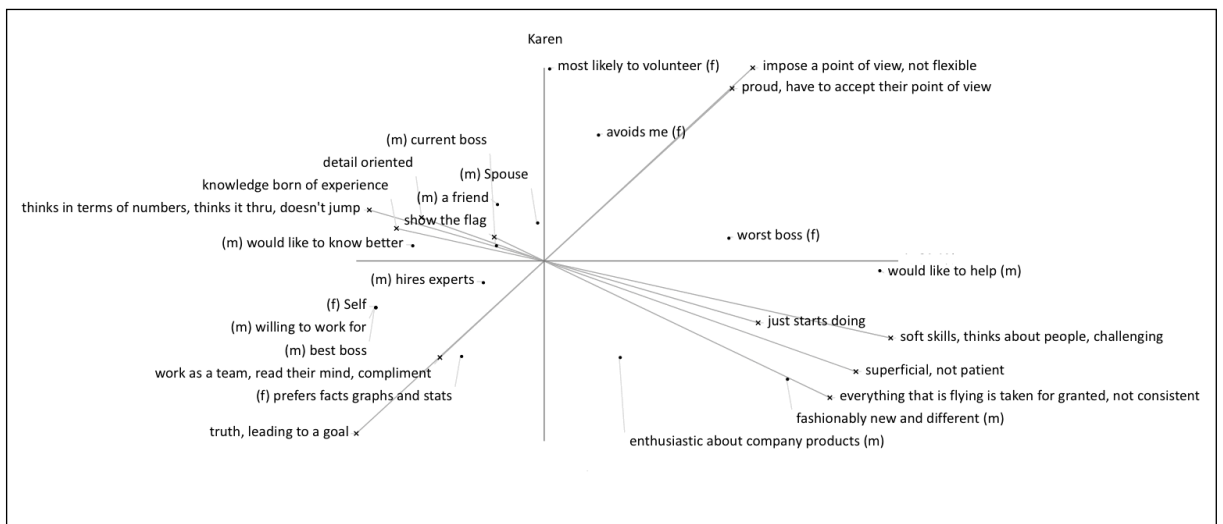 Karen
most likely to volunteer (f)
impose a point of view, not flexible
proud, have to accept their point of view
avoids me (f)
(m) current boss
detail oriented
(m) Spouse
knowledge born of experience
(m) a friend
thinks in terms of numbers, thinks it thru, doesn't jump
show the flag
worst boss (f)
(m) would like to know better
would like to help (m)
(m) hires experts
(f) Self
just starts doing
(m) willing to work for
soft skills, thinks about people, challenging
(m) best boss
work as a team, read their mind, compliment
superficial, not patient
(f) prefers facts graphs and stats
everything that is flying is taken for granted, not consistent
fashionably new and different (m)
truth, leading to a goal
enthusiastic about company products (m)